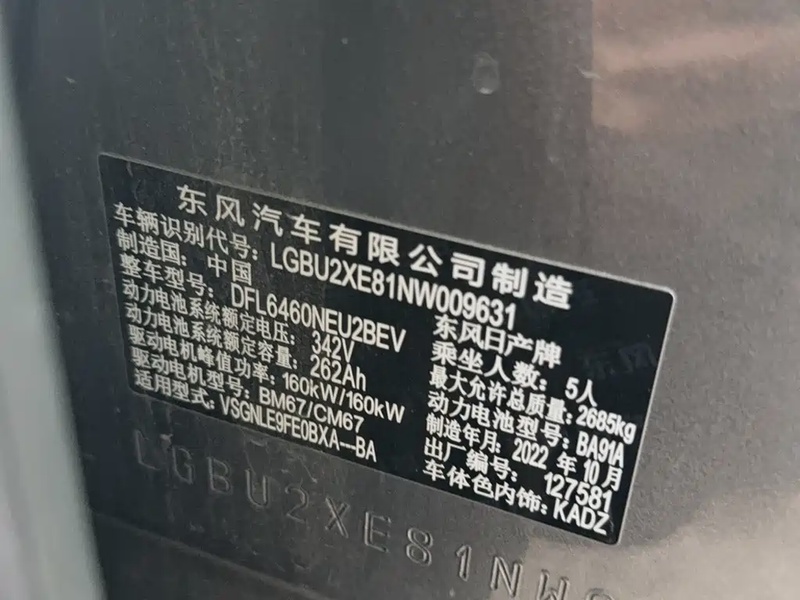 东风汽车有限公司制造
车辆识别代号: LGBU2XE81NW009631
制造国: 中国 东风日产牌
整车型号: DFL6460NEU2BEV 乘坐人数: 5人
动力电池系统额定电压: 342V 最大允许总质量: 2685kg
动力电池系统额定容量: 262Ah 动力电池型号: BA91A
驱动电机峰值功率: 160kW/160kW 制造年月: 2022 年 10 月
驱动电机型号: BM67/CM67 出厂编号: 127581
适用型式: VSGNLE9FE0BXA--BA 车体色内饰: KADZ
LGBU2XE81NW